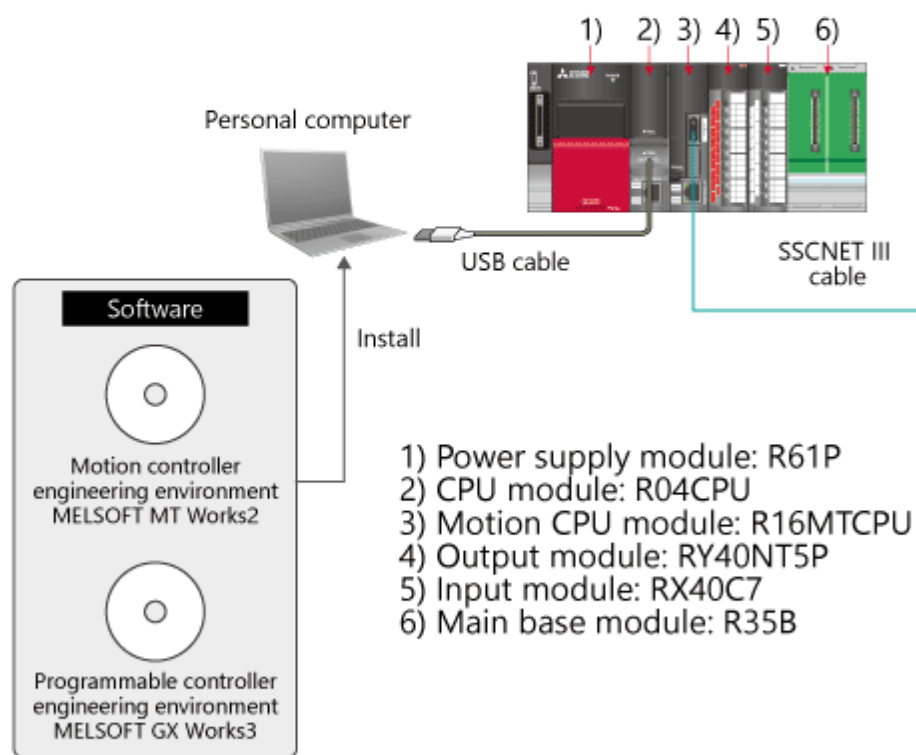 1) 2) 3) 4) 5) 6)
Personal computer
USB cable
SSCNET III
cable
Software
Install
Motion controller
engineering environment
MELSOFT MT Works2
Programmable controller
engineering environment
MELSOFT GX Works3
1) Power supply module: R61P
2) CPU module: R04CPU
3) Motion CPU module: R16MTCPU
4) Output module: RY40NT5P
5) Input module: RX40C7
6) Main base module: R35B